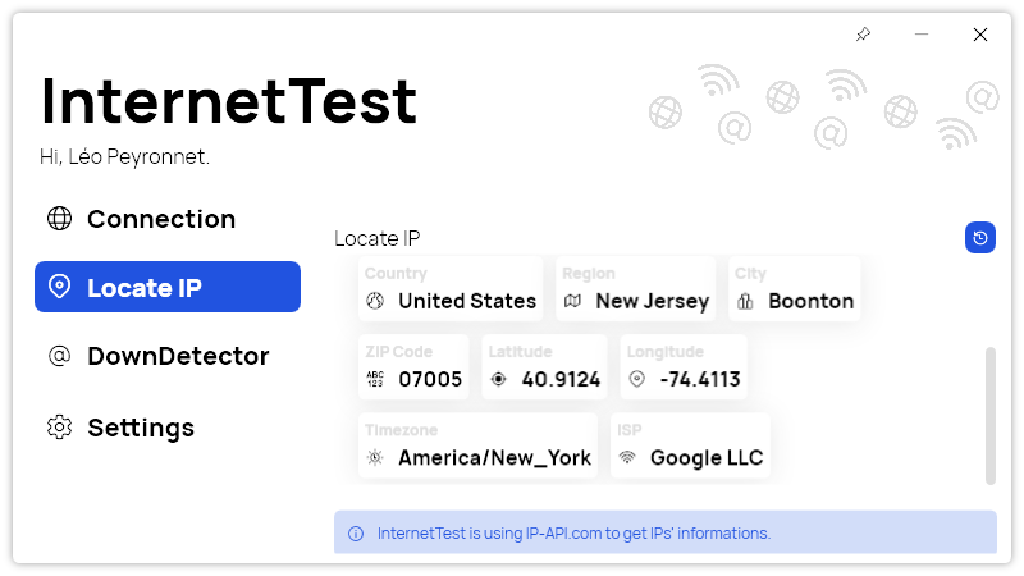 InternetTest
Hi, Léo Peyronnet.
Connection
Locate IP
DownDetector
Settings
Locate IP
Country Region City
United States New Jersey Boonton
ZIP Code Latitude Longitude
ABC
123
07005 40.9124 -74.4113
Timezone ISP
America/New_York Google LLC
InternetTest is using IP-API.com to get IPs' informations.